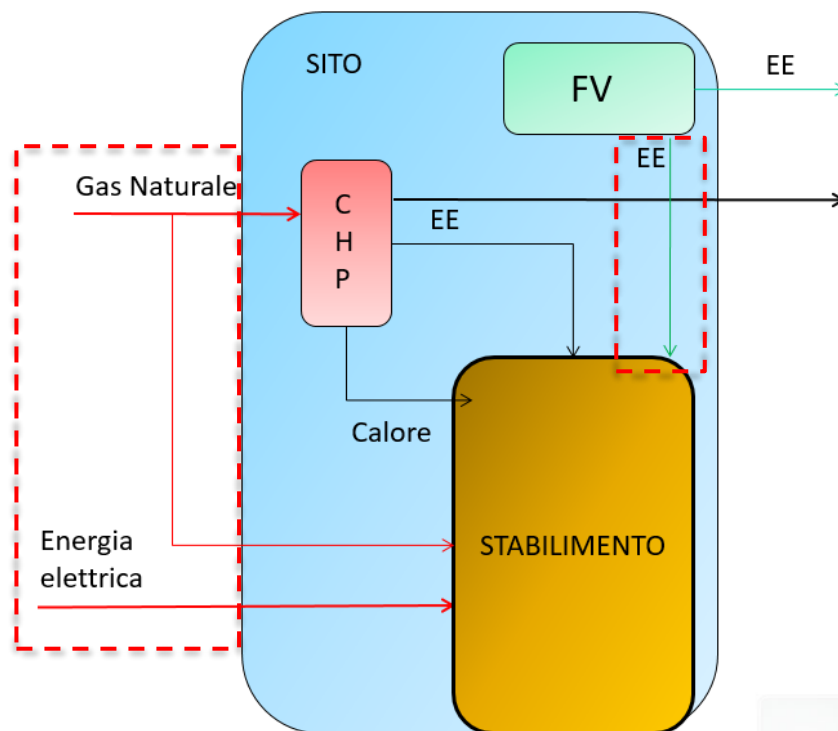 SITO
FV
EE
EE
Gas Naturale
C
H
P
EE
Calore
Energia
elettrica
STABILIMENTO